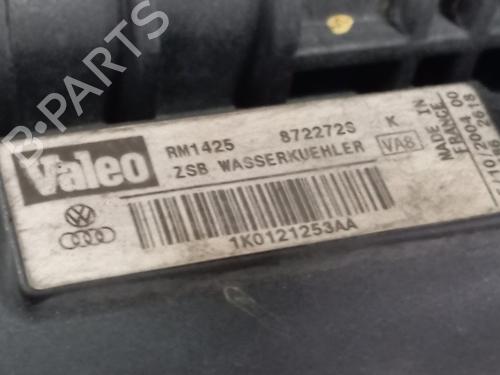 Valeo
RM1425 872272S K
ZSB WASSERKUEHLER VA8
1K0121253AA
MADE IN
FRANCE 00
B-PARTS